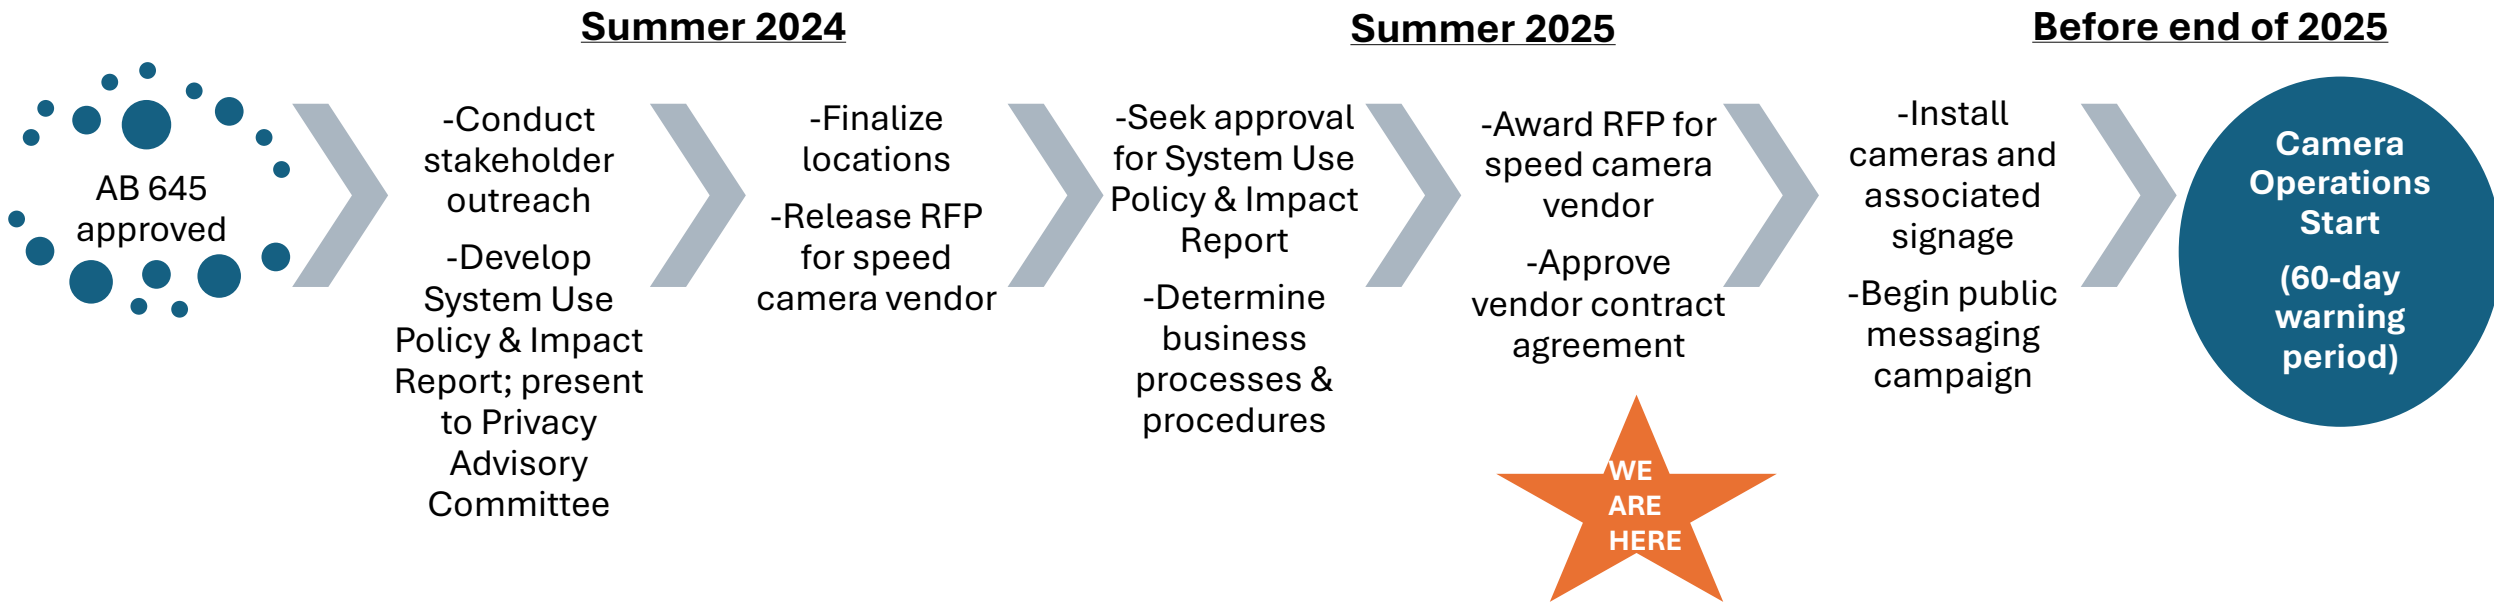 Summer 2024
Summer 2025
Before end of 2025
AB 645
approved
-Conduct
stakeholder
outreach
-Develop
System Use
Policy & Impact
Report; present
to Privacy
Advisory
Committee
-Finalize
locations
-Release RFP
for speed
camera vendor
-Seek approval
for System Use
Policy & Impact
Report
-Determine
business
processes &
procedures
-Award RFP for
speed camera
vendor
-Approve
vendor contract
agreement
WE
ARE
HERE
-Install
cameras and
associated
signage
-Begin public
messaging
campaign
Camera
Operations
Start
(60-day
warning
period)